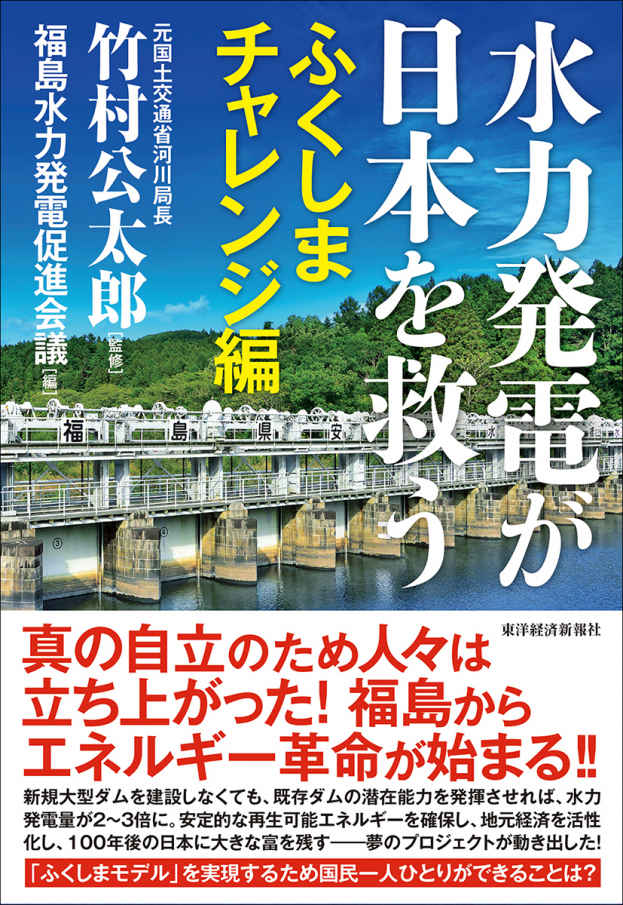 水力発電が
日本を救う
ふくしま
チャレンジ編
元国土交通省河川局長
竹村公太郎[監修]
福島水力発電促進会議[編]
福島県安
水
③
④
東洋経済新報社
真の自立のため人々は
立ち上がった! 福島から
エネルギー革命が始まる!!
新規大型ダムを建設しなくても、既存ダムの潜在能力を発揮させれば、水力
発電量が2〜3倍に。安定的な再生可能エネルギーを確保し、地元経済を活性
化し、100年後の日本に大きな富を残す――夢のプロジェクトが動き出した!
「ふくしまモデル」を実現するため国民一人ひとりができることは?